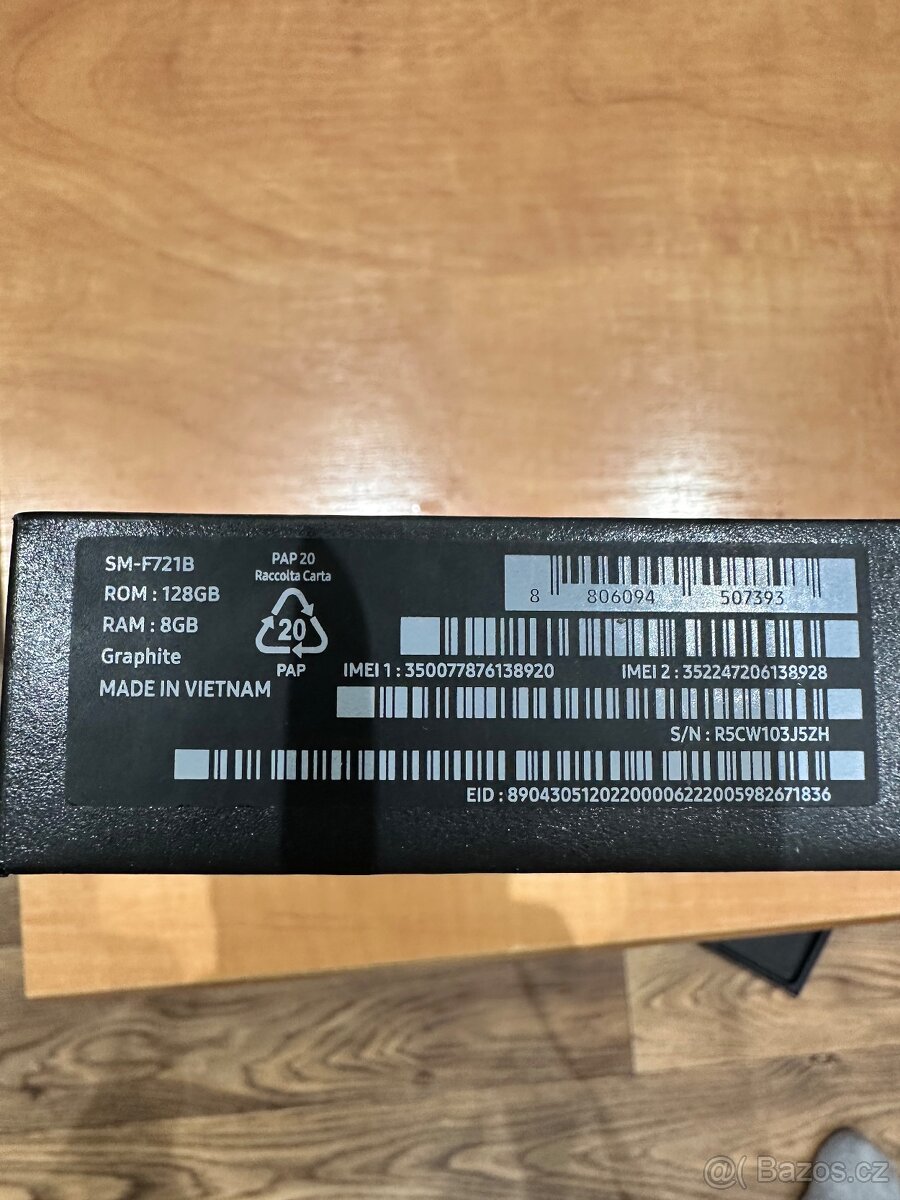 SM-F721B
ROM : 128GB
RAM : 8GB
Graphite
MADE IN VIETNAM
PAP 20
Raccolta Carta
20
PAP
8 806094 507393
IMEI 1 : 350077876138920 IMEI 2 : 352247206138928
S/N : R5CW103J5ZH
EID : 89043051202200006222005982671836
@( Bazos.cz